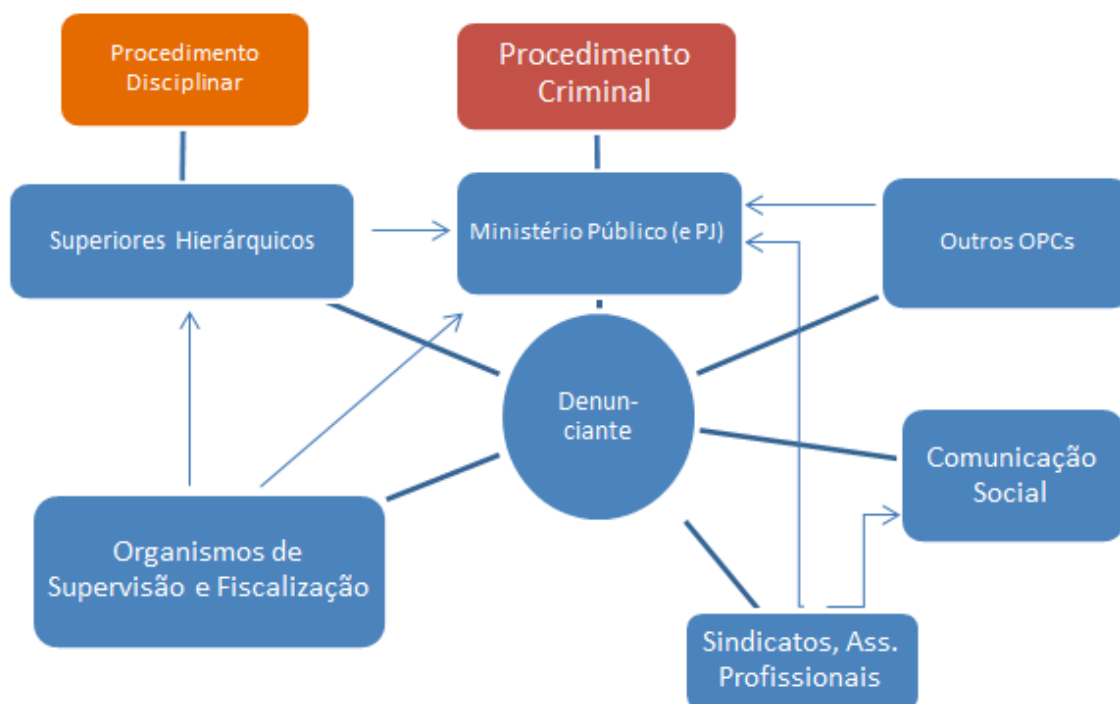 Procedimento
Disciplinar
Procedimento
Criminal
Superiores Hierárquicos
Ministério Público (e PJ)
Outros OPCs
Denun-
ciante
Comunicação
Social
Organismos de
Supervisão e Fiscalização
Sindicatos, Ass.
Profissionais